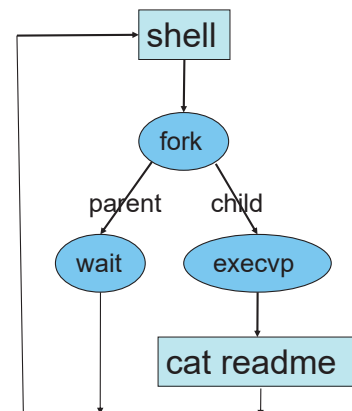 shell
fork
parent child
wait execvp
cat readme